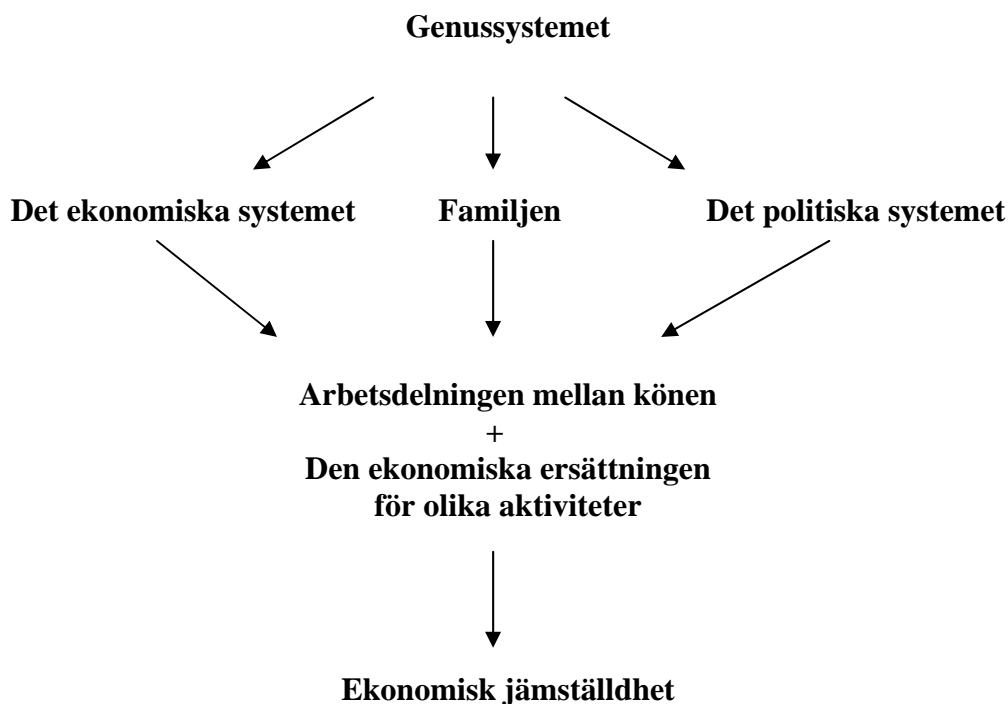 Genussystemet
Det ekonomiska systemet Familjen Det politiska systemet
Arbetsdelningen mellan könen
+
Den ekonomiska ersättningen
för olika aktiviteter
Ekonomisk jämställdhet